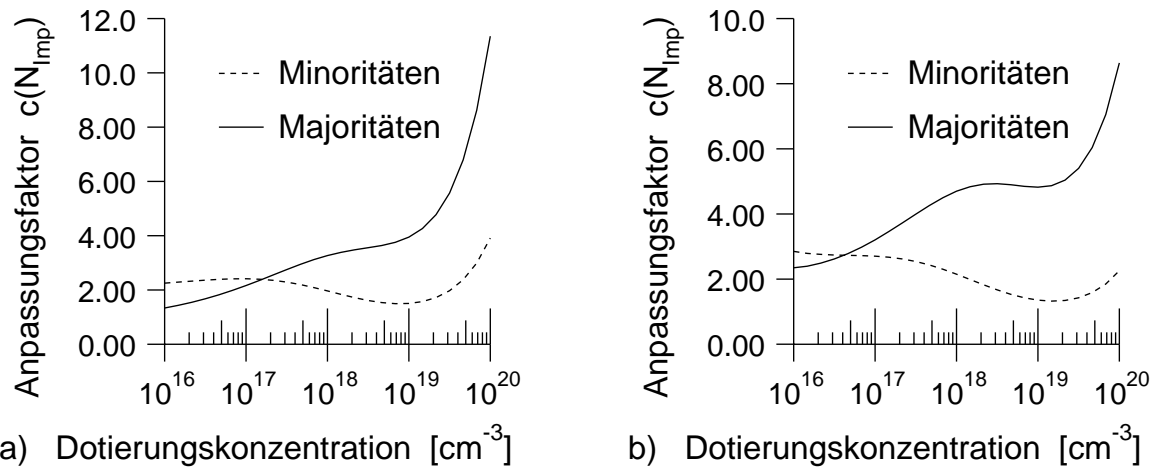 12.0
10.0
8.00
6.00
4.00
2.00
0.00
Anpassungsfaktor c(N_Imp)
Minoritäten
Majoritäten
10^16 10^17 10^18 10^19 10^20
a) Dotierungskonzentration [cm^-3]
10.0
8.00
6.00
4.00
2.00
0.00
Anpassungsfaktor c(N_Imp)
Minoritäten
Majoritäten
10^16 10^17 10^18 10^19 10^20
b) Dotierungskonzentration [cm^-3]